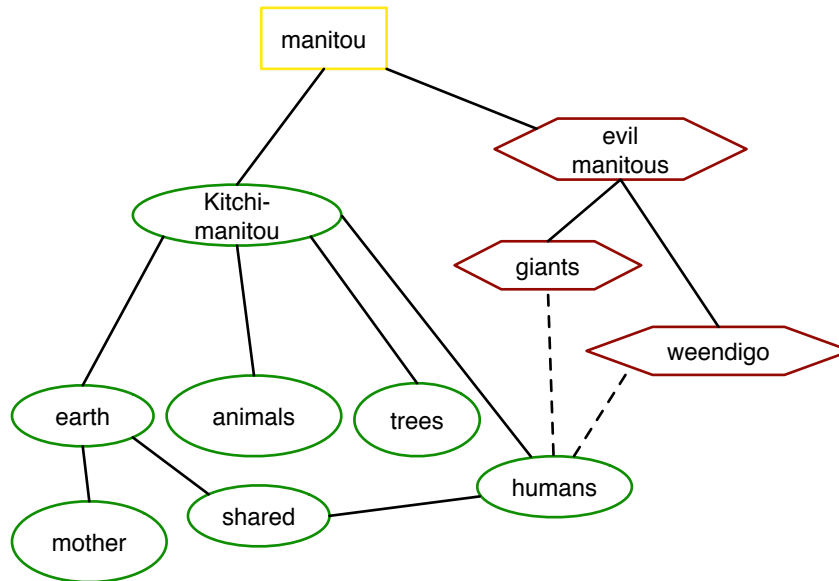 manitou
evil
manitous
Kitchi-
manitou
giants
weendigo
earth
animals
trees
humans
shared
mother